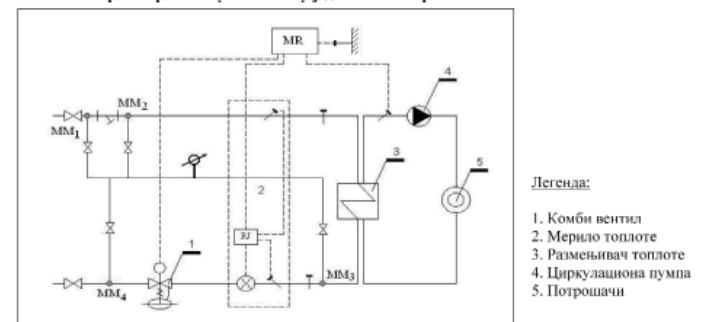 MR
4
MM₂
MM₁
3
5
2
RJ
1
MM₃
MM₄
Легенда:
1. Комби вентил
2. Мерило топлоте
3. Размењивач топлоте
4. Циркулациона пумпа
5. Потрошачи